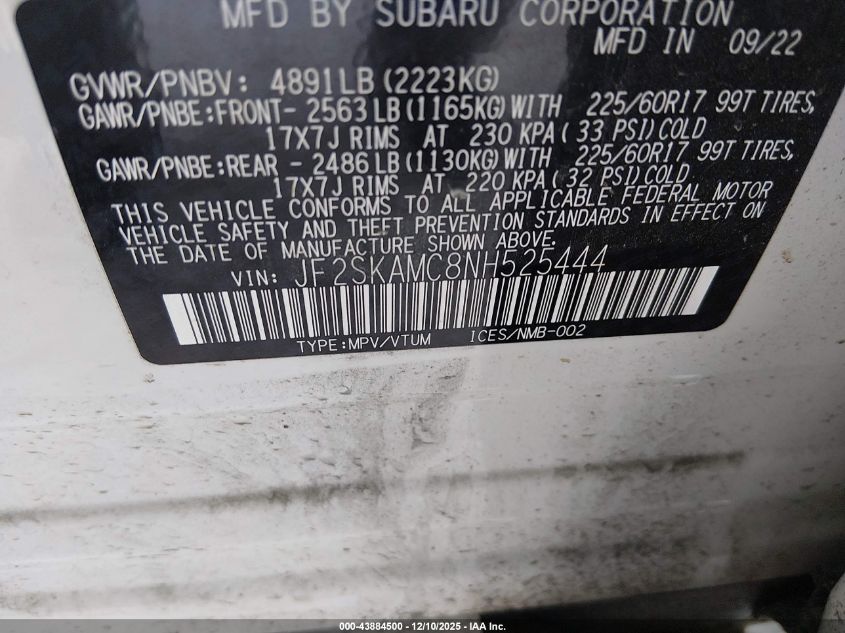 MFD BY SUBARU CORPORATION
MFD IN 09/22
GVWR/PNBV: 4891LB (2223KG)
GAWR/PNBE:FRONT- 2563LB (1165KG) WITH 225/60R17 99T TIRES,
17X7J RIMS AT 230 KPA ( 33 PSI) COLD
GAWR/PNBE:REAR - 2486LB (1130KG) WITH 225/60R17 99T TIRES,
17X7J RIMS AT 220 KPA ( 32 PSI) COLD
THIS VEHICLE CONFORMS TO ALL APPLICABLE FEDERAL MOTOR
VEHICLE SAFETY AND THEFT PREVENTION STANDARDS IN EFFECT ON
THE DATE OF MANUFACTURE SHOWN ABOVE.
VIN: JF2SKAMC8NH525444
TYPE:MPV/VTUM ICES/NMB-002
000-43884500 - 12/10/2025 - IAA Inc.